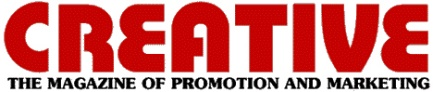 CREATIVE
THE MAGAZINE OF PROMOTION AND MARKETING